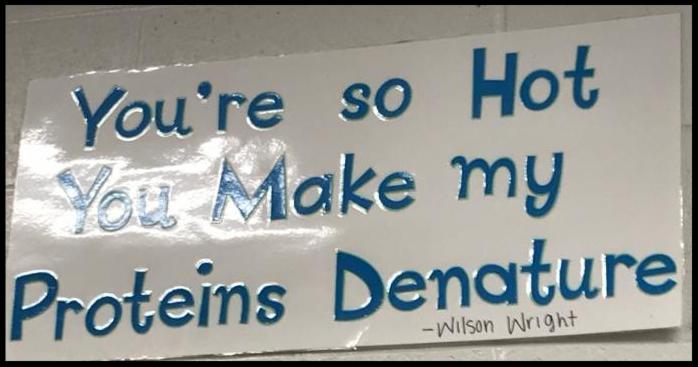 You're so Hot
You Make my
Proteins Denature
-Wilson Wright